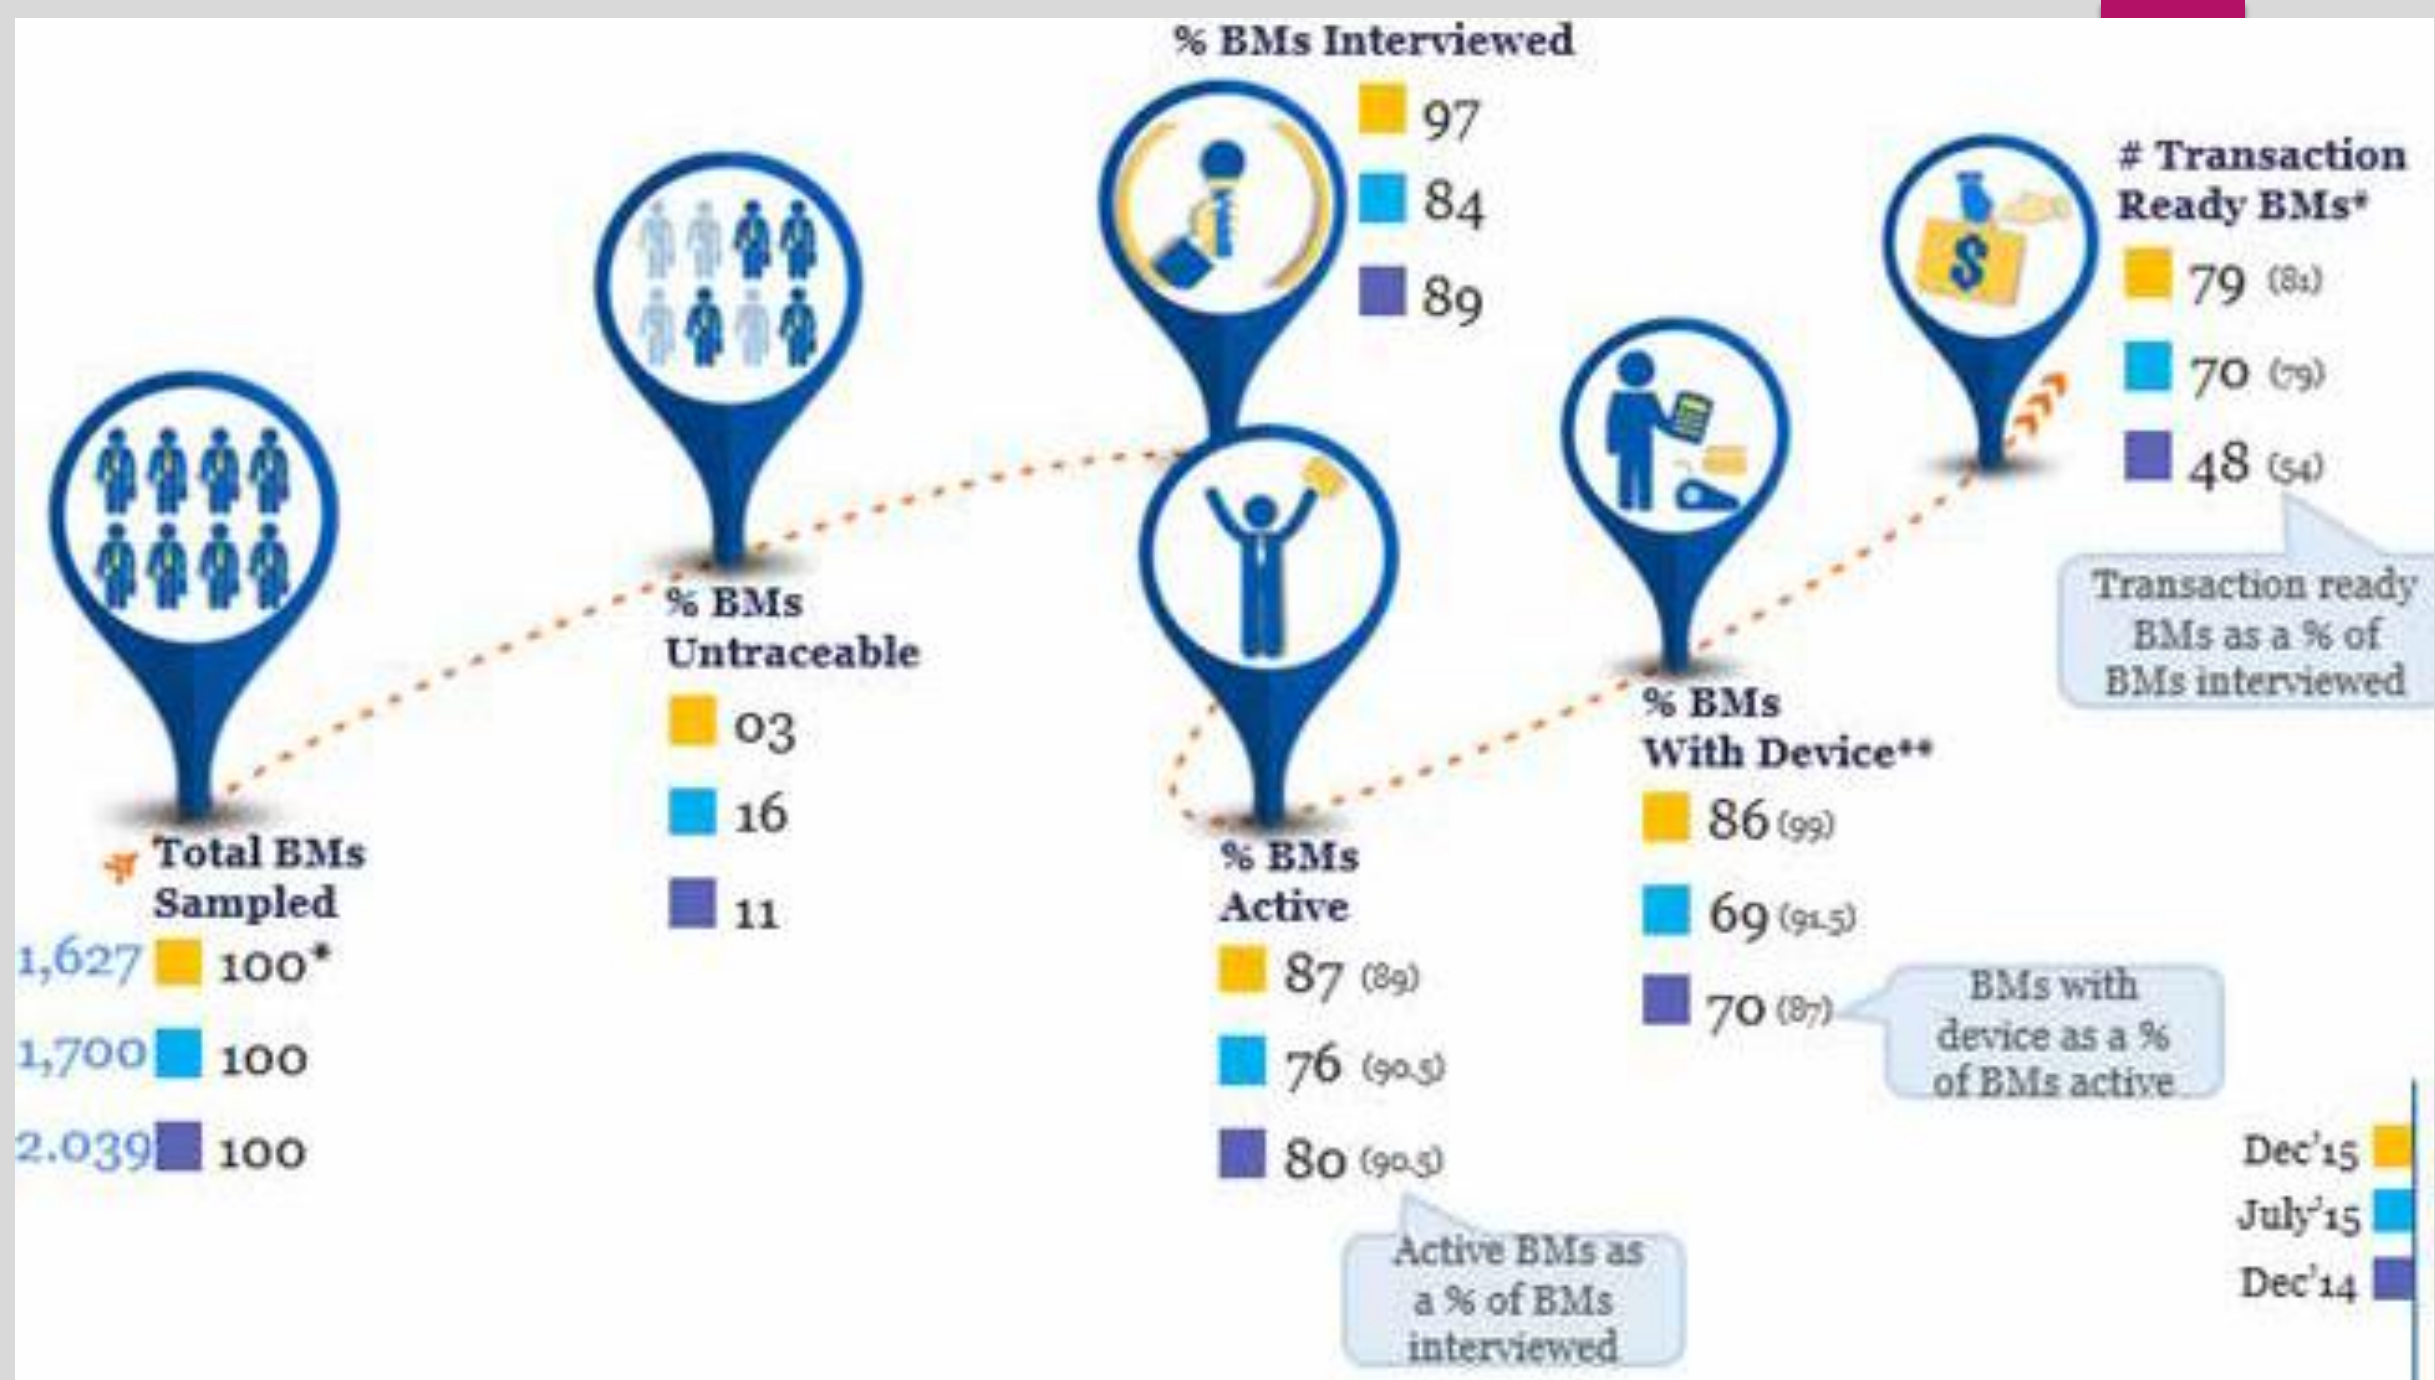 % BMs Interviewed
97
84
89
# Transaction
Ready BMs*
79 (81)
70 (79)
48 (54)
Transaction ready
BMs as a % of
BMs interviewed
% BMs
Untraceable
03
16
11
% BMs
With Device**
86 (99)
69 (91.5)
70 (87)
BMs with
device as a %
of BMs active
Total BMs
Sampled
1,627 100*
1,700 100
2.039 100
% BMs
Active
87 (89)
76 (90.5)
80 (90.5)
Active BMs as
a % of BMs
interviewed
Dec'15
July'15
Dec'14
$